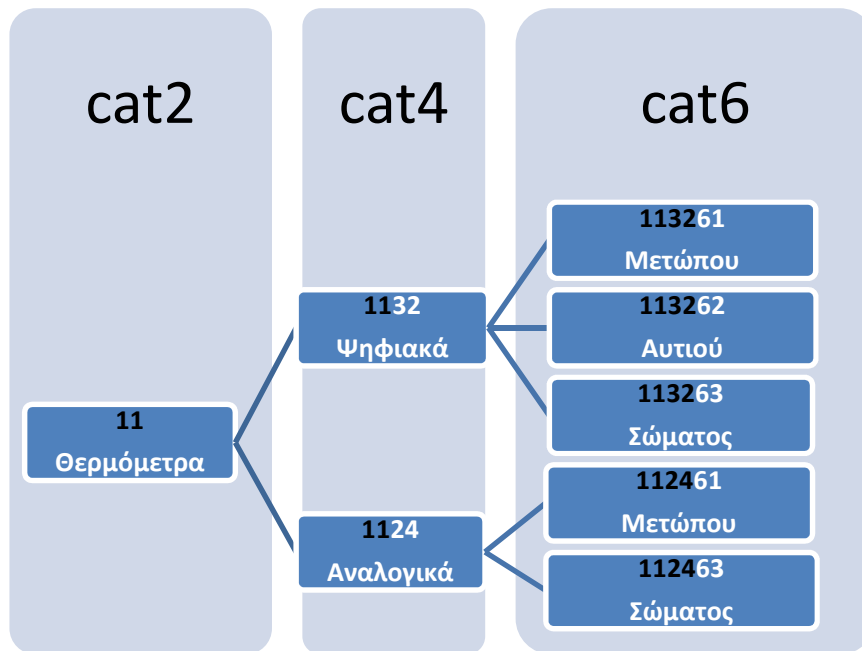 cat2
cat4
cat6
11
Θερμόμετρα
1132
Ψηφιακά
1124
Αναλογικά
113261
Μετώπου
113262
Αυτιού
113263
Σώματος
112461
Μετώπου
112463
Σώματος